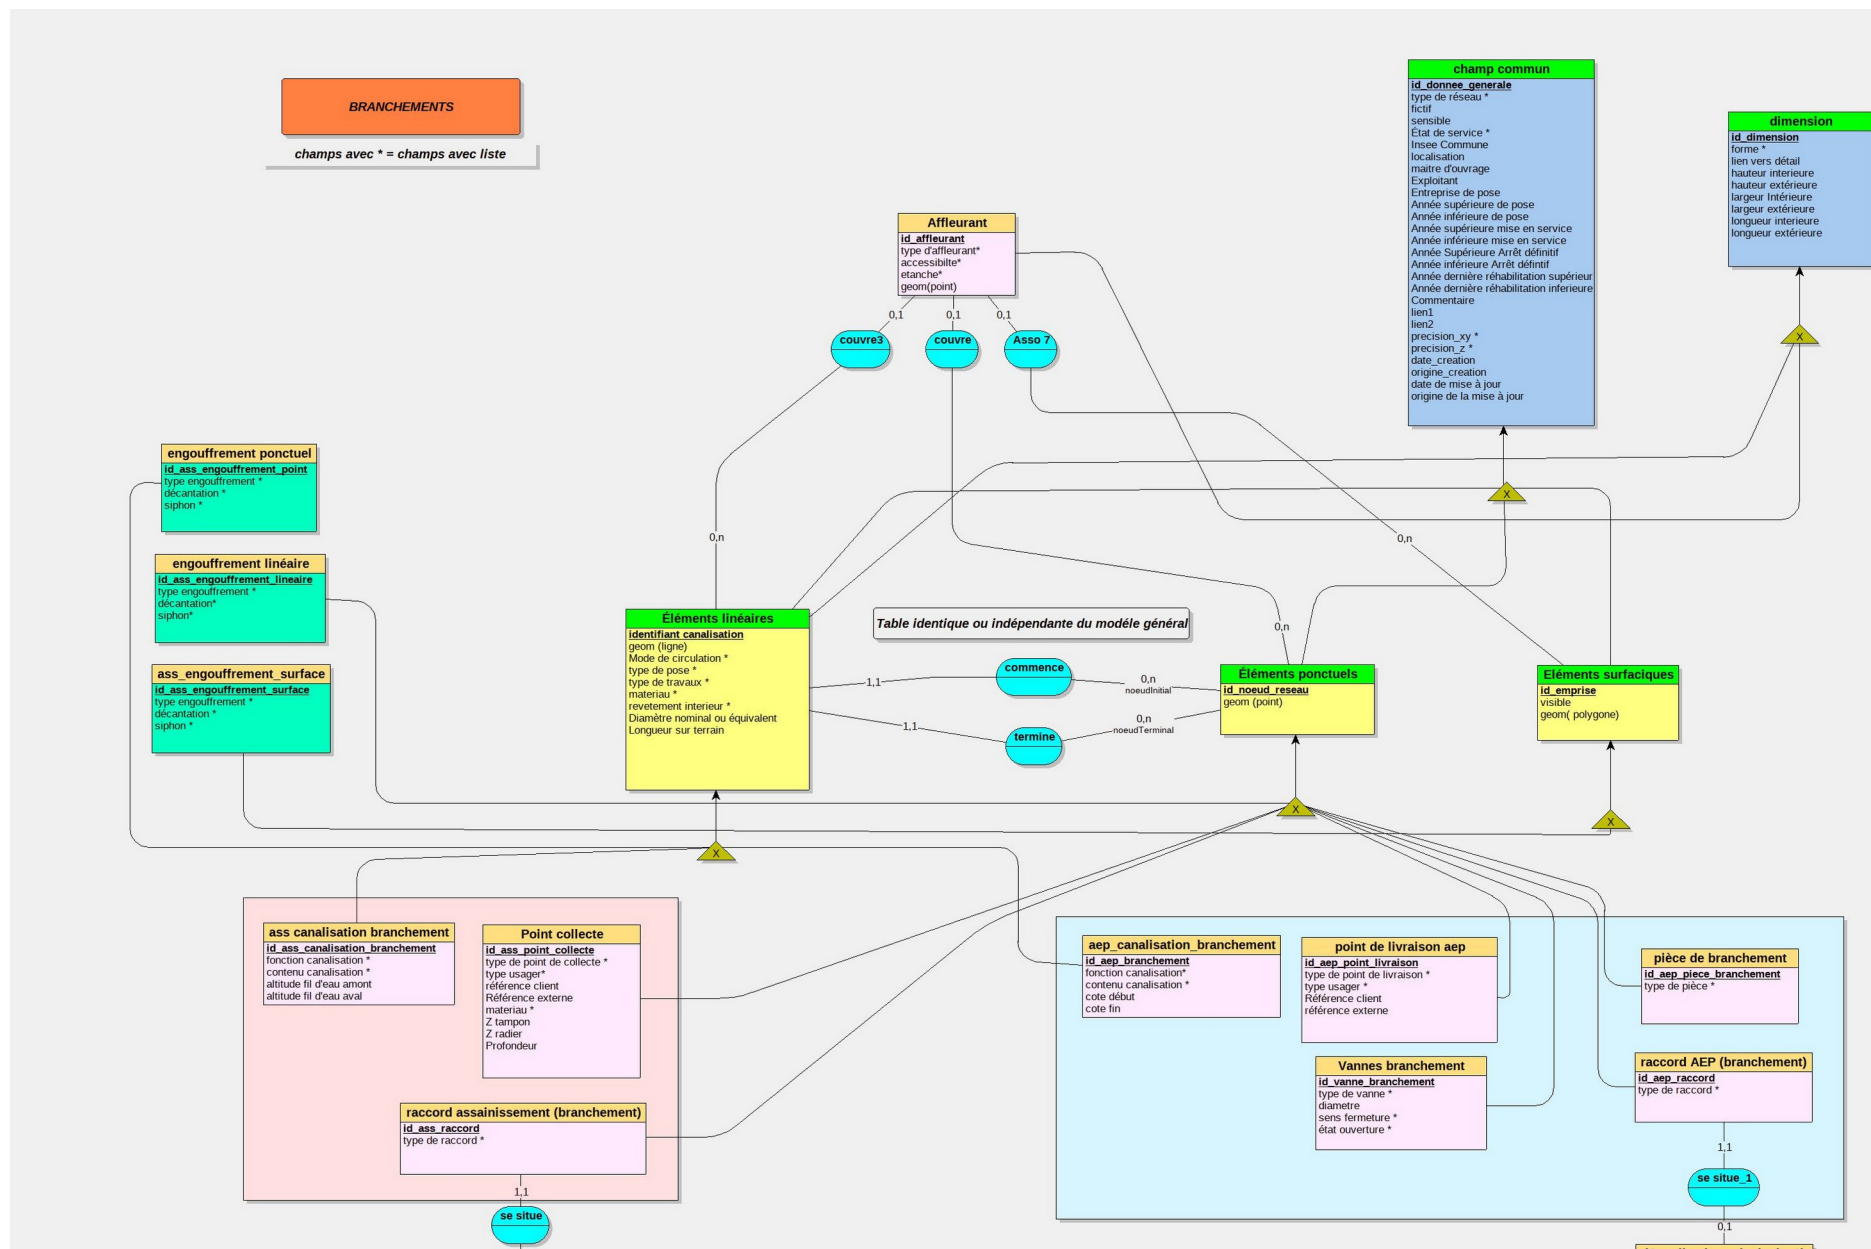 BRANCHEMENTS
champs avec * = champs avec liste
champ commun
id_donnee_generale
type de réseau *
fictif
sensible
État de service *
Insee Commune
localisation
maitre d'ouvrage
Exploitant
Entreprise de pose
Année supérieure de pose
Année inférieure de pose
Année supérieure mise en service
Année inférieure mise en service
Année Supérieure Arrêt définitif
Année inférieure Arrêt défintif
Année dernière réhabilitation supérieur
Année dernière réhabilitation inferieure
Commentaire
lien1
lien2
precision_xy *
precision_z *
date_creation
origine_creation
date de mise à jour
origine de la mise à jour
dimension
id_dimension
forme *
lien vers détail
hauteur interieure
hauteur extérieure
largeur Intérieure
largeur extérieure
longueur interieure
longueur extérieure
X
Affleurant
id_affleurant
type d'affleurant*
accessibilte*
etanche*
geom(point)
0,1
0,1
0,1
couvre3
couvre
Asso 7
engouffrement ponctuel
id_ass_engouffrement_point
type engouffrement *
décantation *
siphon *
X
0,n
0,n
engouffrement linéaire
id_ass_engouffrement_lineaire
type engouffrement *
décantation*
siphon*
ass_engouffrement_surface
id_ass_engouffrement_surface
type engouffrement *
décantation *
siphon *
Éléments linéaires
identifiant canalisation
geom (ligne)
Mode de circulation *
type de pose *
type de travaux *
materiau *
revetement interieur *
Diamètre nominal ou équivalent
Longueur sur terrain
Table identique ou indépendante du modéle général
0,n
commence
1,1
0,n
noeudInitial
termine
1,1
0,n
noeudTerminal
Éléments ponctuels
id_noeud_reseau
geom (point)
Eléments surfaciques
id_emprise
visible
geom( polygone)
X
X
X
ass canalisation branchement
id_ass_canalisation_branchement
fonction canalisation *
contenu canalisation *
altitude fil d'eau amont
altitude fil d'eau aval
Point collecte
id_ass_point_collecte
type de point de collecte *
type usager*
référence client
Référence externe
materiau *
Z tampon
Z radier
Profondeur
raccord assainissement (branchement)
id_ass_raccord
type de raccord *
1,1
se situe
aep_canalisation_branchement
id_aep_branchement
fonction canalisation*
contenu canalisation *
cote début
cote fin
point de livraison aep
id_aep_point_livraison
type de point de livraison *
type usager *
Référence client
référence externe
pièce de branchement
id_aep_piece_branchement
type de pièce *
Vannes branchement
id_vanne_branchement
type de vanne *
diametre
sens fermeture *
état ouverture *
raccord AEP (branchement)
id_aep_raccord
type de raccord *
1,1
se situe_1
0,1